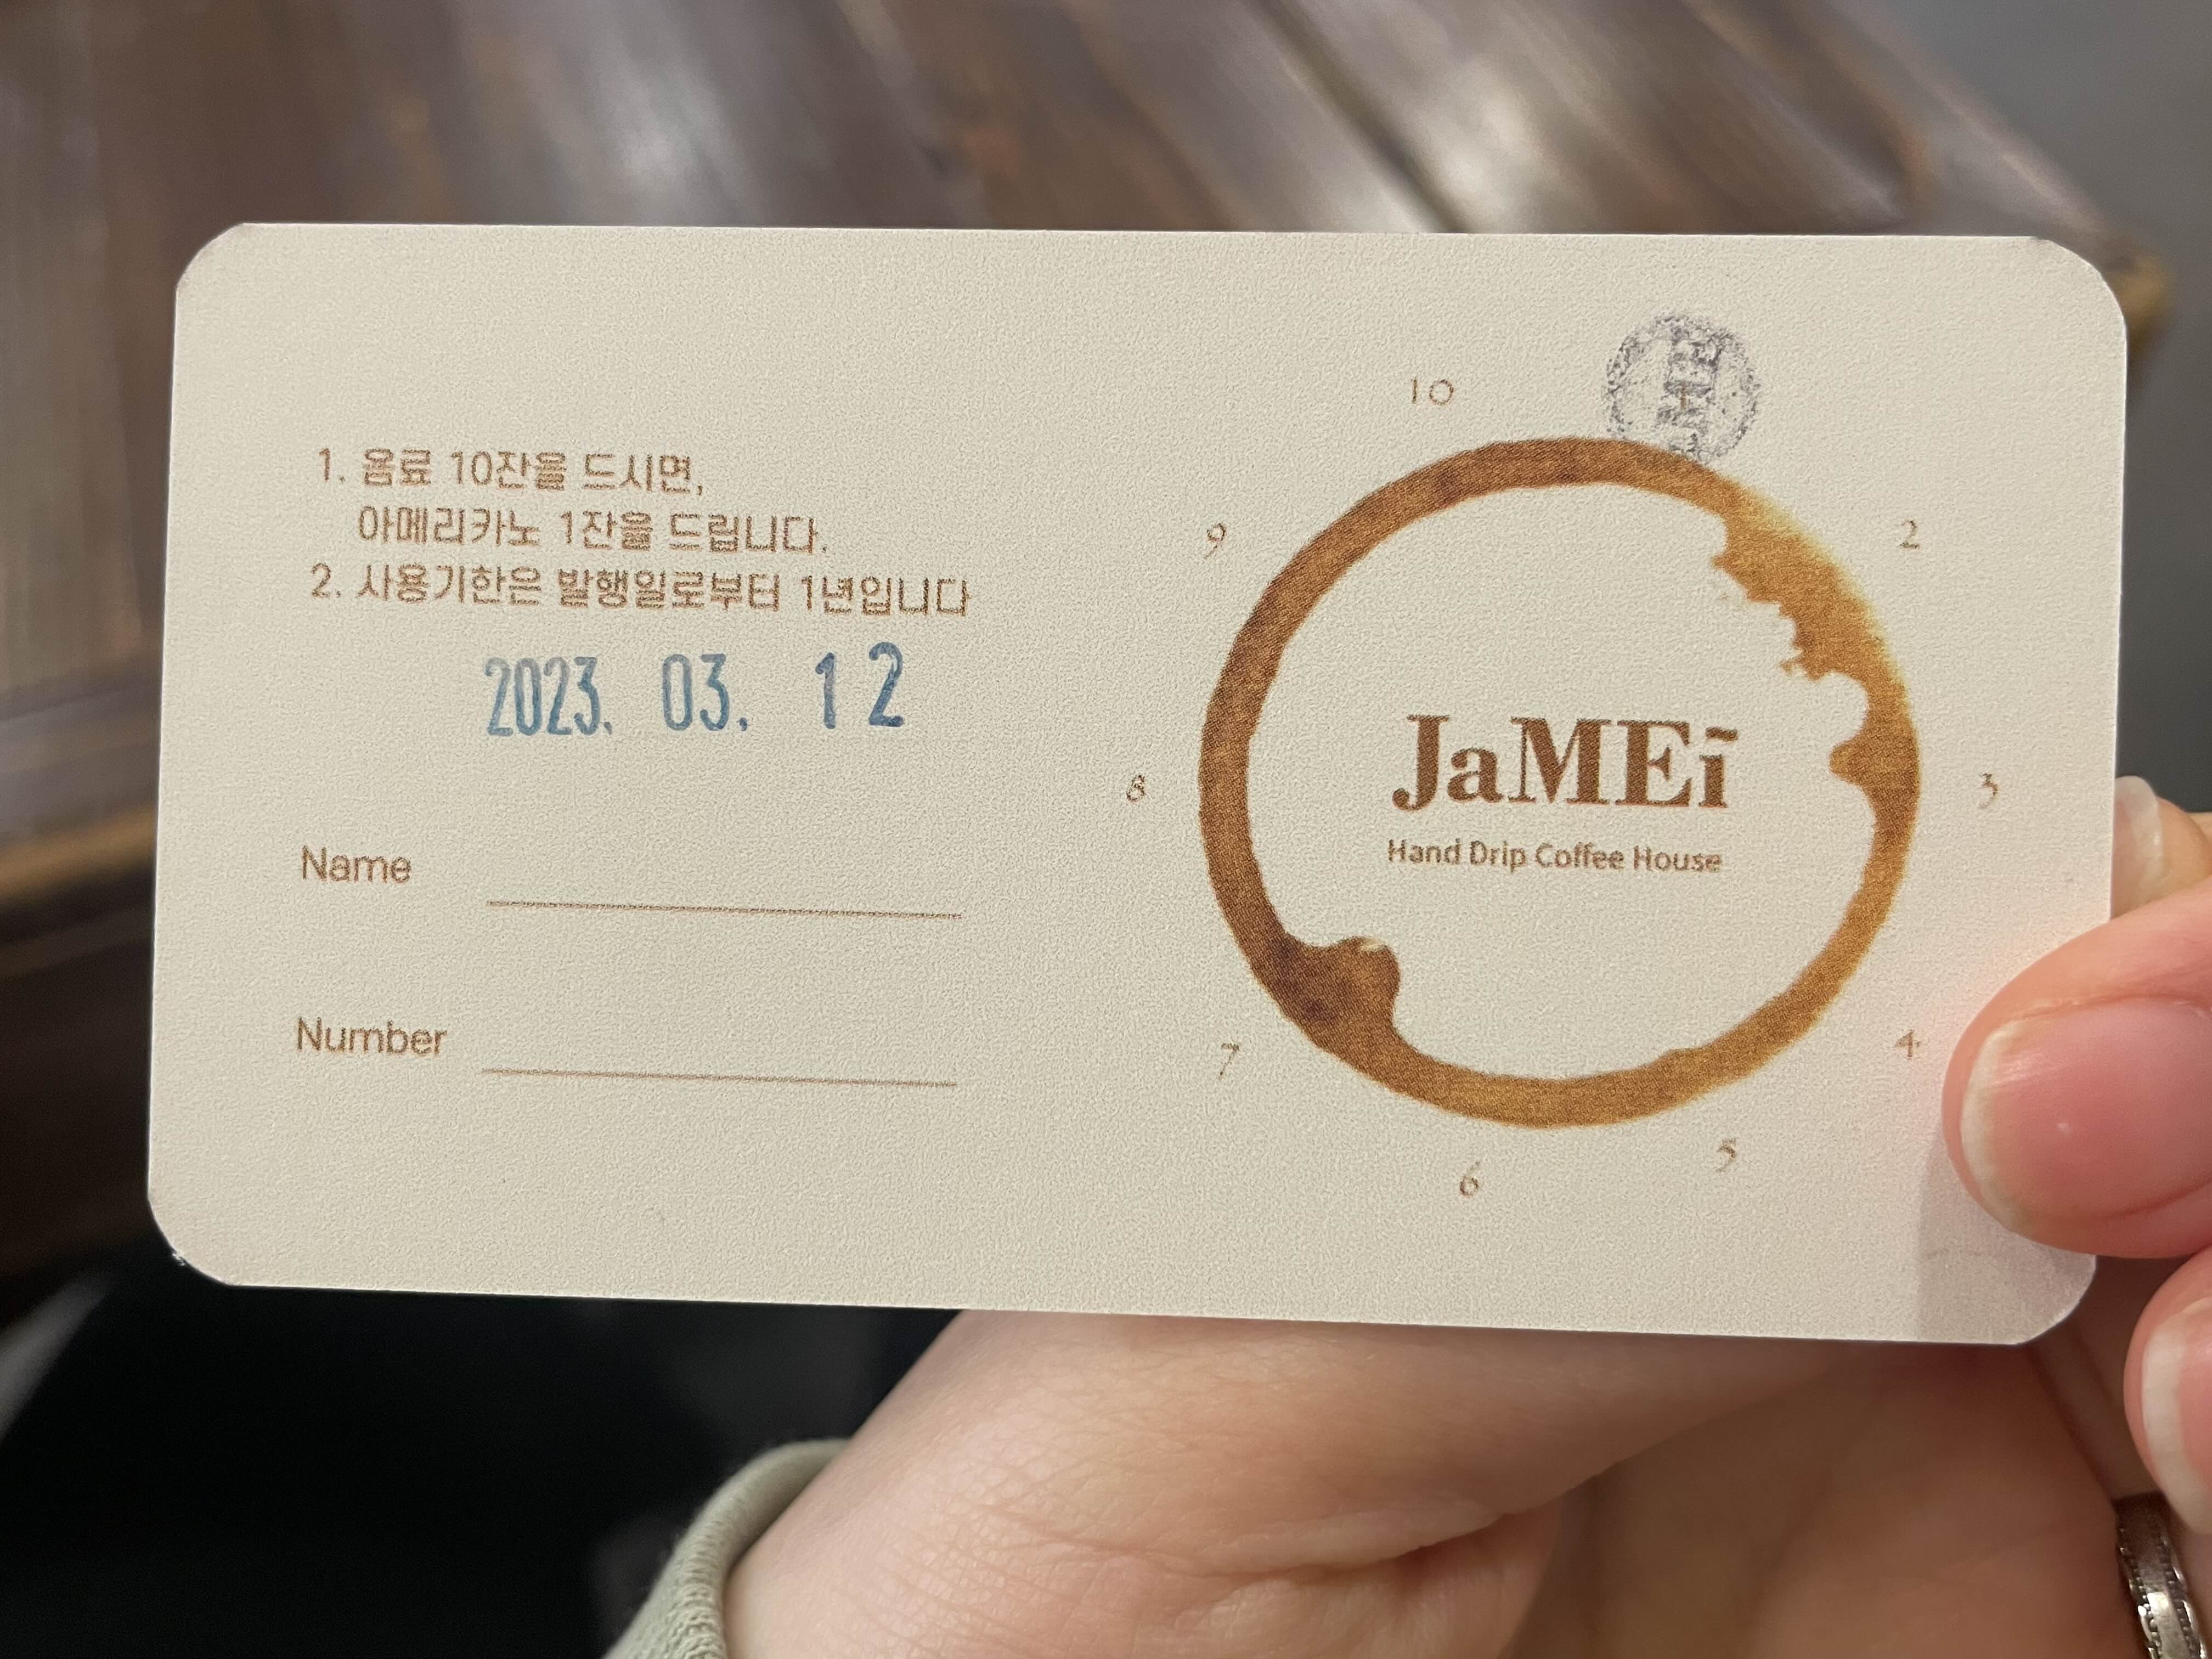 1. 음료 10잔을 드시면,
아메리카노 1잔을 드립니다.
2. 사용기한은 발행일로부터 1년입니다
2023. 03. 12
Name
Number
10
2
9
JaMEi
Hand Drip Coffee House
8
3
7
4
5
6